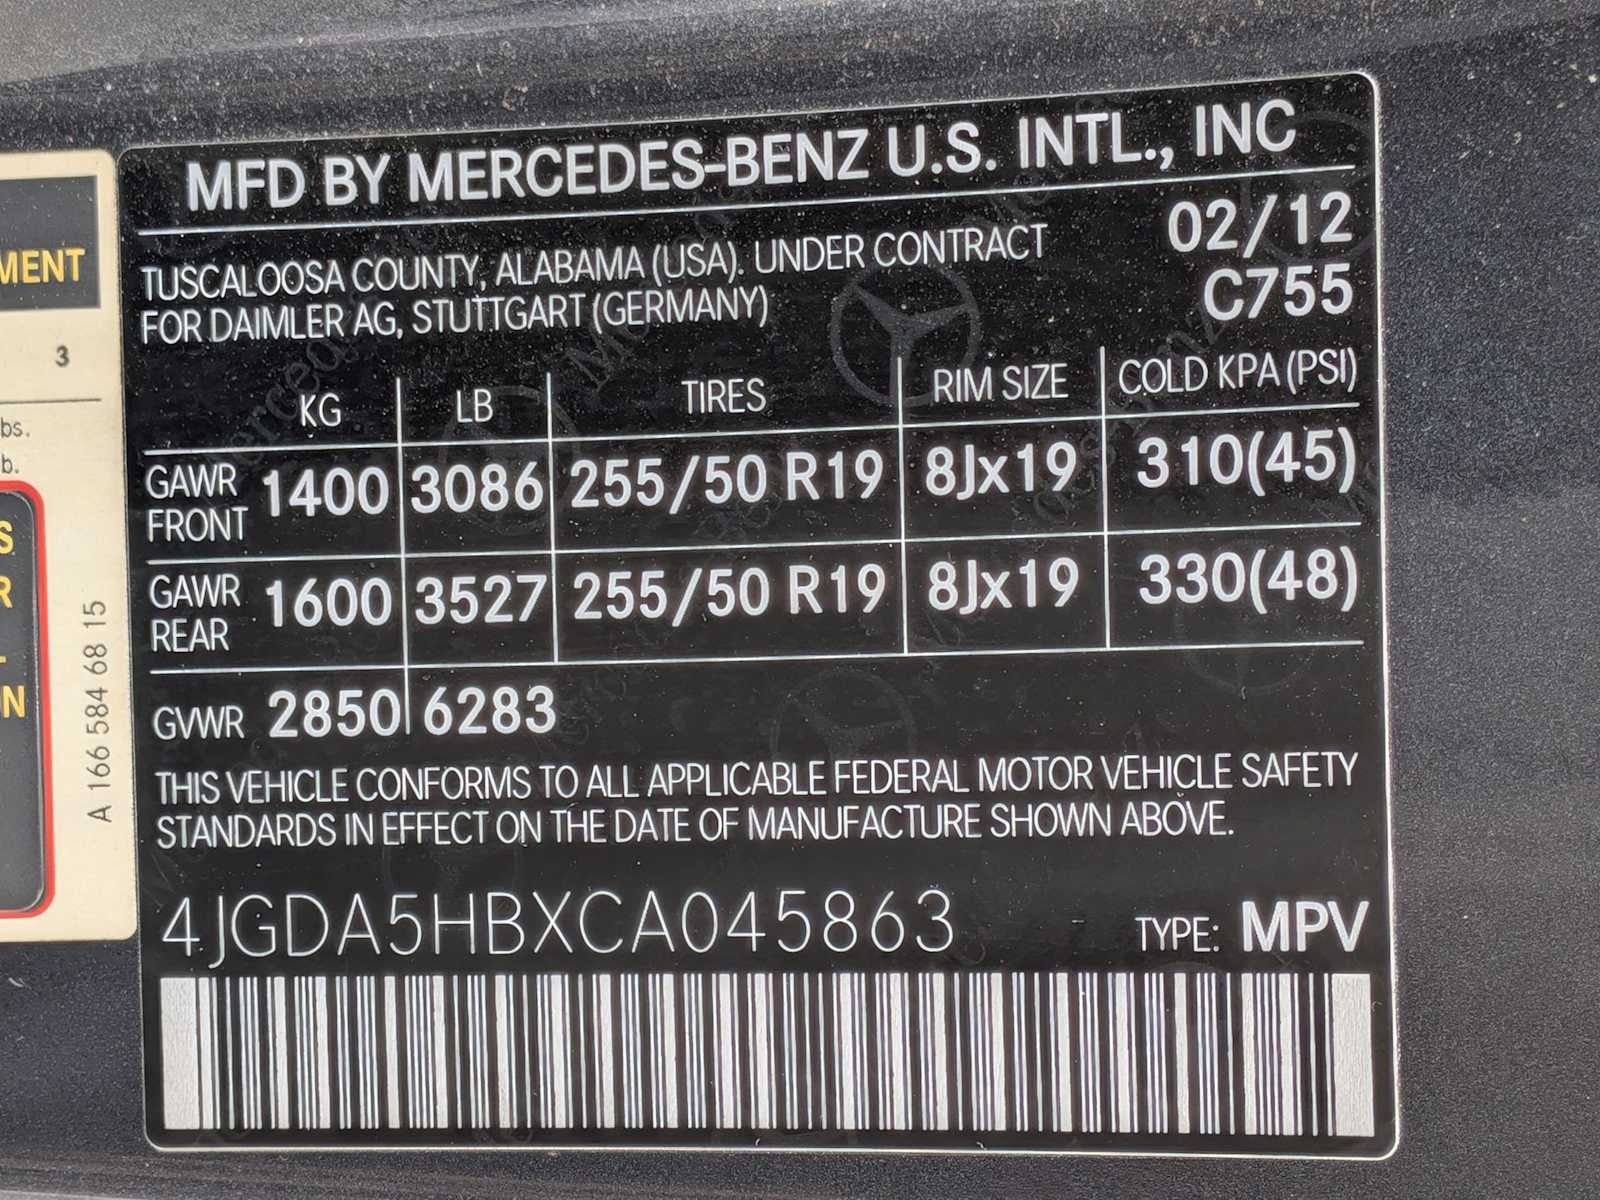 MFD BY MERCEDES-BENZ U.S. INTL., INC
TUSCALOOSA COUNTY, ALABAMA (USA). UNDER CONTRACT
FOR DAIMLER AG, STUTTGART (GERMANY)
02/12
C755
KG LB TIRES RIM SIZE COLD KPA (PSI)
GAWR FRONT 1400 3086 255/50 R19 8Jx19 310(45)
GAWR REAR 1600 3527 255/50 R19 8Jx19 330(48)
GVWR 2850 6283
THIS VEHICLE CONFORMS TO ALL APPLICABLE FEDERAL MOTOR VEHICLE SAFETY
STANDARDS IN EFFECT ON THE DATE OF MANUFACTURE SHOWN ABOVE.
4JGDA5HBXCA045863 TYPE: MPV
MENT
3
bs.
b.
S
R
N
A 166 584 68 15